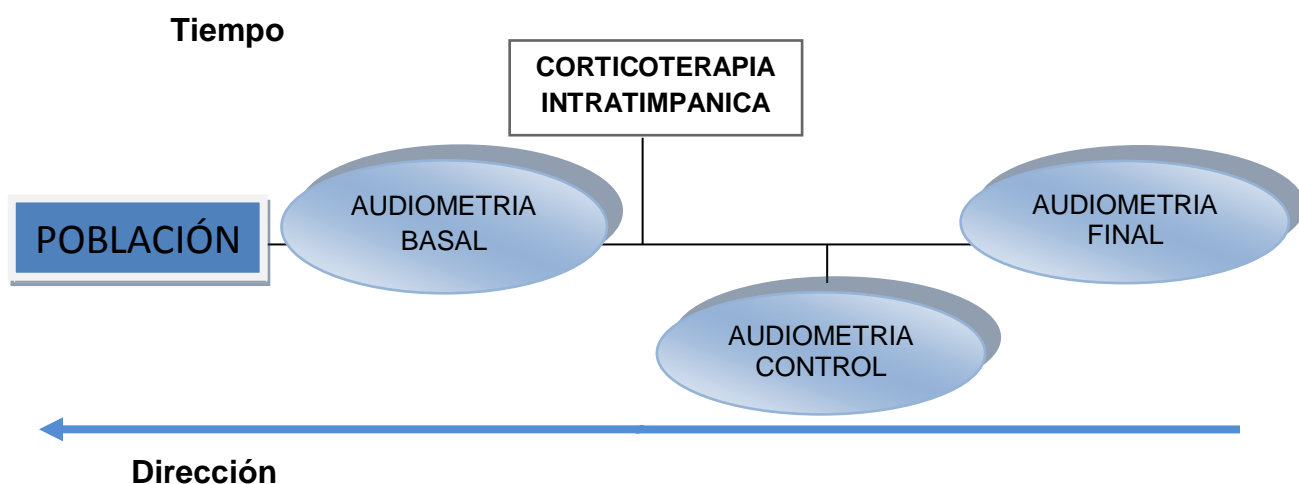 Tiempo
CORTICOTERAPIA
INTRATIMPANICA
POBLACIÓN
AUDIOMETRIA
BASAL
AUDIOMETRIA
FINAL
AUDIOMETRIA
CONTROL
Dirección